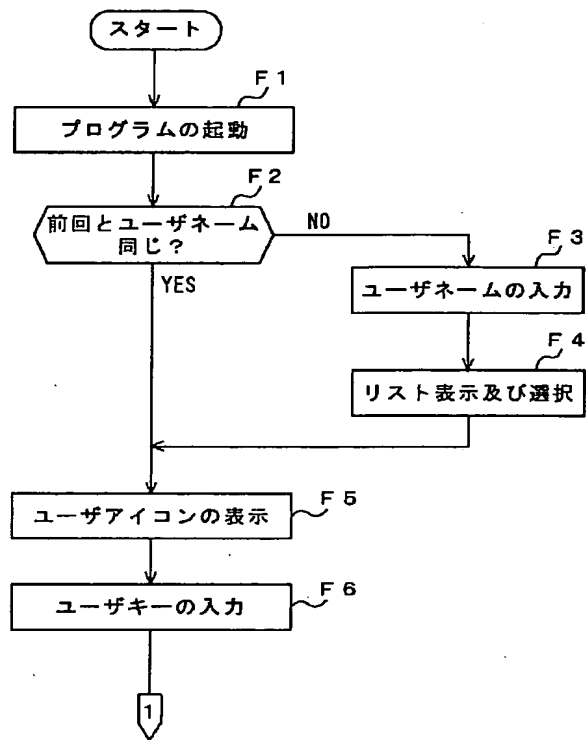 スタート
F1
プログラムの起動
F2
前回とユーザネーム
同じ?
NO
YES
F3
ユーザネームの入力
F4
リスト表示及び選択
F5
ユーザアイコンの表示
F6
ユーザキーの入力
1